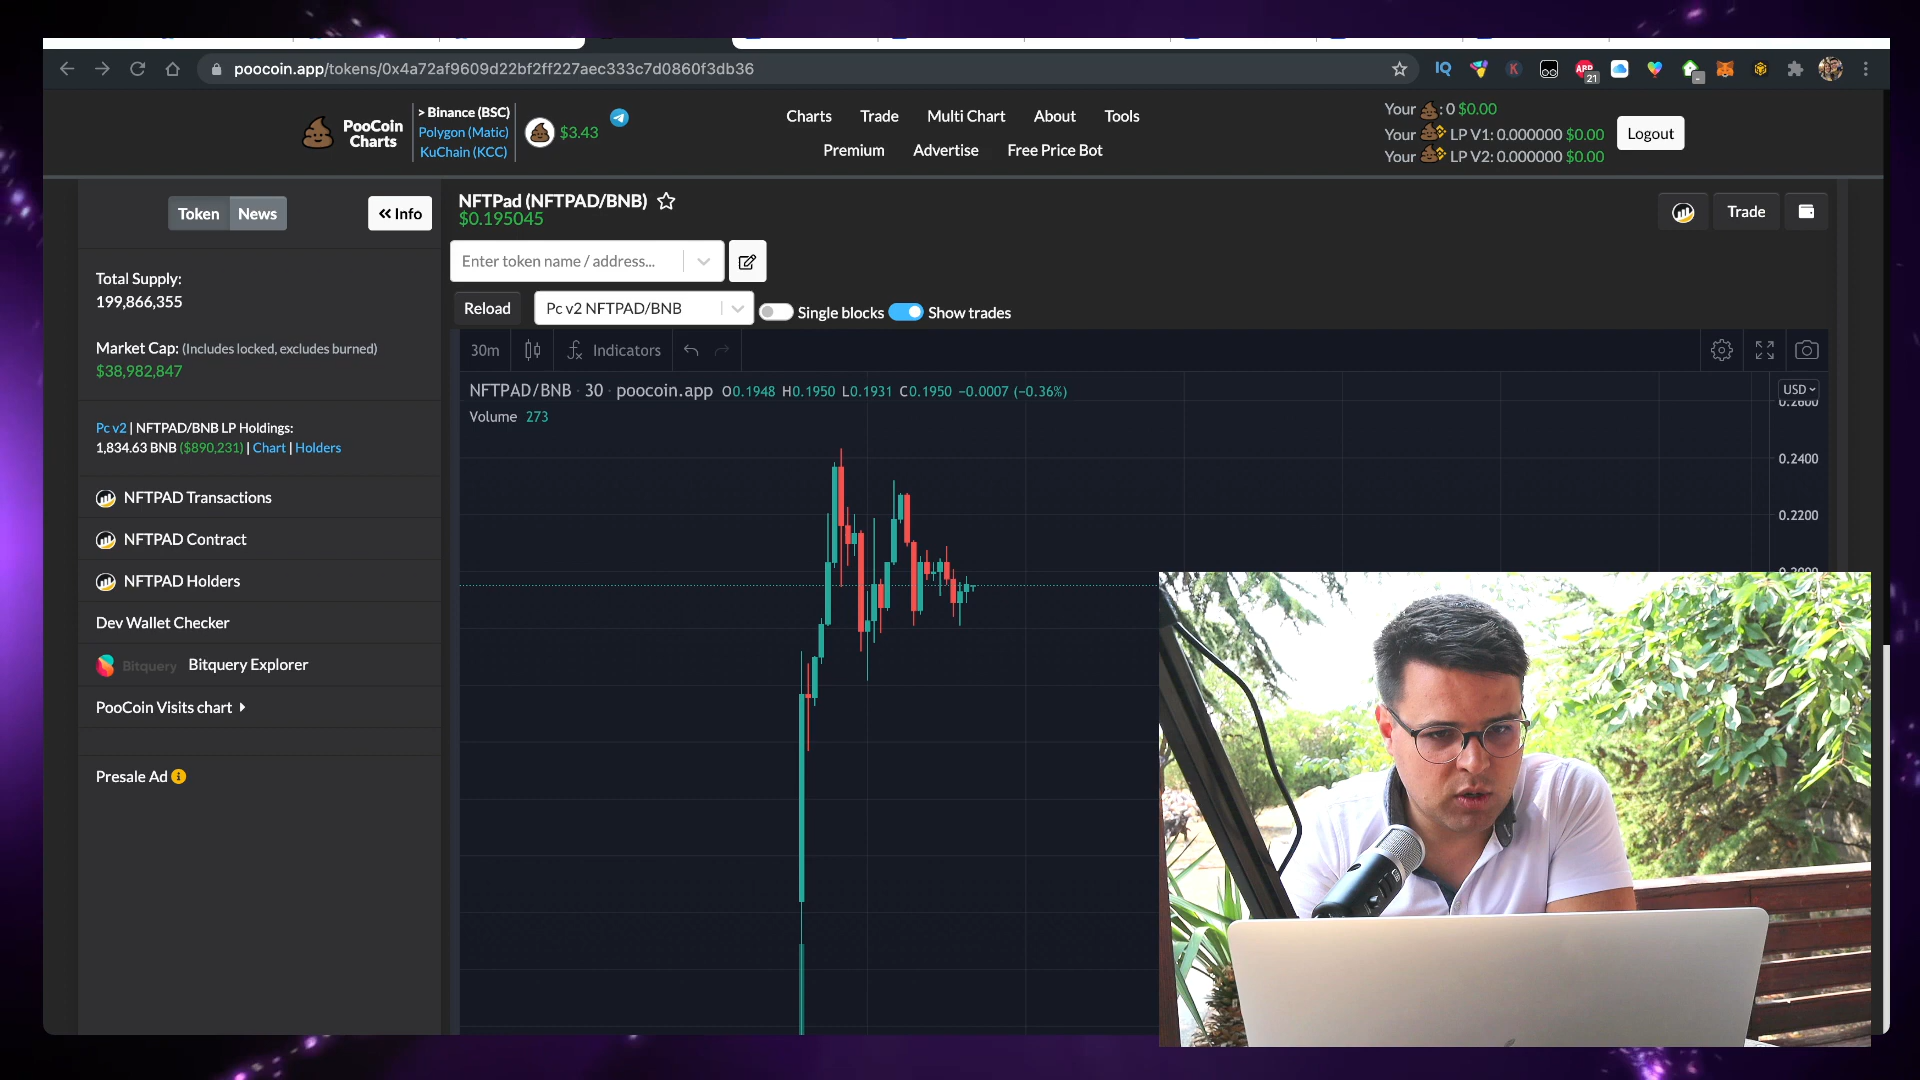 poocoin.app/tokens/0x4a72af9609d22bf2ff227aec333c7d0860f3db36
PooCoin
Charts
> Binance (BSC)
Polygon (Matic)
KuChain (KCC)
$3.43
Charts
Trade
Multi Chart
About
Tools
Premium
Advertise
Free Price Bot
Your : 0 $0.00
Your LP V1: 0.000000 $0.00
Your LP V2: 0.000000 $0.00
Logout
IQ
K
ABP
21
-
Token
News
« Info
Total Supply:
199,866,355
Market Cap: (Includes locked, excludes burned)
$38,982,847
Pc v2 | NFTPAD/BNB LP Holdings:
1,834.63 BNB ($890,231) | Chart | Holders
NFTPAD Transactions
NFTPAD Contract
NFTPAD Holders
Dev Wallet Checker
Bitquery
Bitquery Explorer
PooCoin Visits chart
Presale Ad
NFTPad (NFTPAD/BNB)
$0.195045
Trade
Enter token name / address...
Reload
Pc v2 NFTPAD/BNB
Single blocks
Show trades
30m
Indicators
NFTPAD/BNB · 30 · poocoin.app O0.1948 H0.1950 L0.1931 C0.1950 −0.0007 (−0.36%)
Volume 273
USD
0.2600
0.2400
0.2200
0.2000